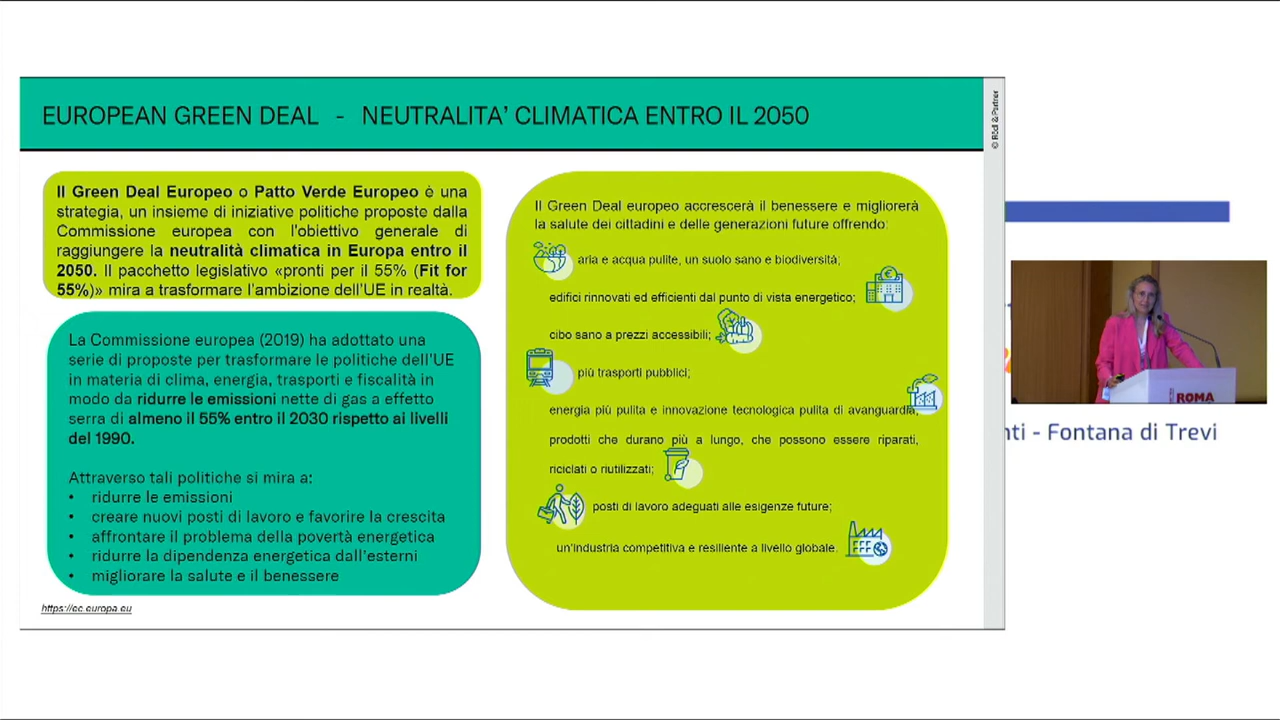 EUROPEAN GREEN DEAL - NEUTRALITA' CLIMATICA ENTRO IL 2050
© Rödl & Partner
Il Green Deal Europeo o Patto Verde Europeo è una
strategia, un insieme di iniziative politiche proposte dalla
Commissione europea con l'obiettivo generale di
raggiungere la neutralità climatica in Europa entro il
2050. Il pacchetto legislativo «pronti per il 55% (Fit for
55%)» mira a trasformare l'ambizione dell'UE in realtà.
La Commissione europea (2019) ha adottato una
serie di proposte per trasformare le politiche dell'UE
in materia di clima, energia, trasporti e fiscalità in
modo da ridurre le emissioni nette di gas a effetto
serra di almeno il 55% entro il 2030 rispetto ai livelli
del 1990.
Attraverso tali politiche si mira a:
• ridurre le emissioni
• creare nuovi posti di lavoro e favorire la crescita
• affrontare il problema della povertà energetica
• ridurre la dipendenza energetica dall'esterni
• migliorare la salute e il benessere
https://ec.europa.eu
Il Green Deal europeo accrescerà il benessere e migliorerà
la salute dei cittadini e delle generazioni future offrendo:
aria e acqua pulite, un suolo sano e biodiversità;
edifici rinnovati ed efficienti dal punto di vista energetico;
cibo sano a prezzi accessibili;
più trasporti pubblici;
energia più pulita e innovazione tecnologica pulita di avanguardia;
prodotti che durano più a lungo, che possono essere riparati,
riciclati o riutilizzati;
posti di lavoro adeguati alle esigenze future;
un'industria competitiva e resiliente a livello globale.
ROMA
nti - Fontana di Trevi